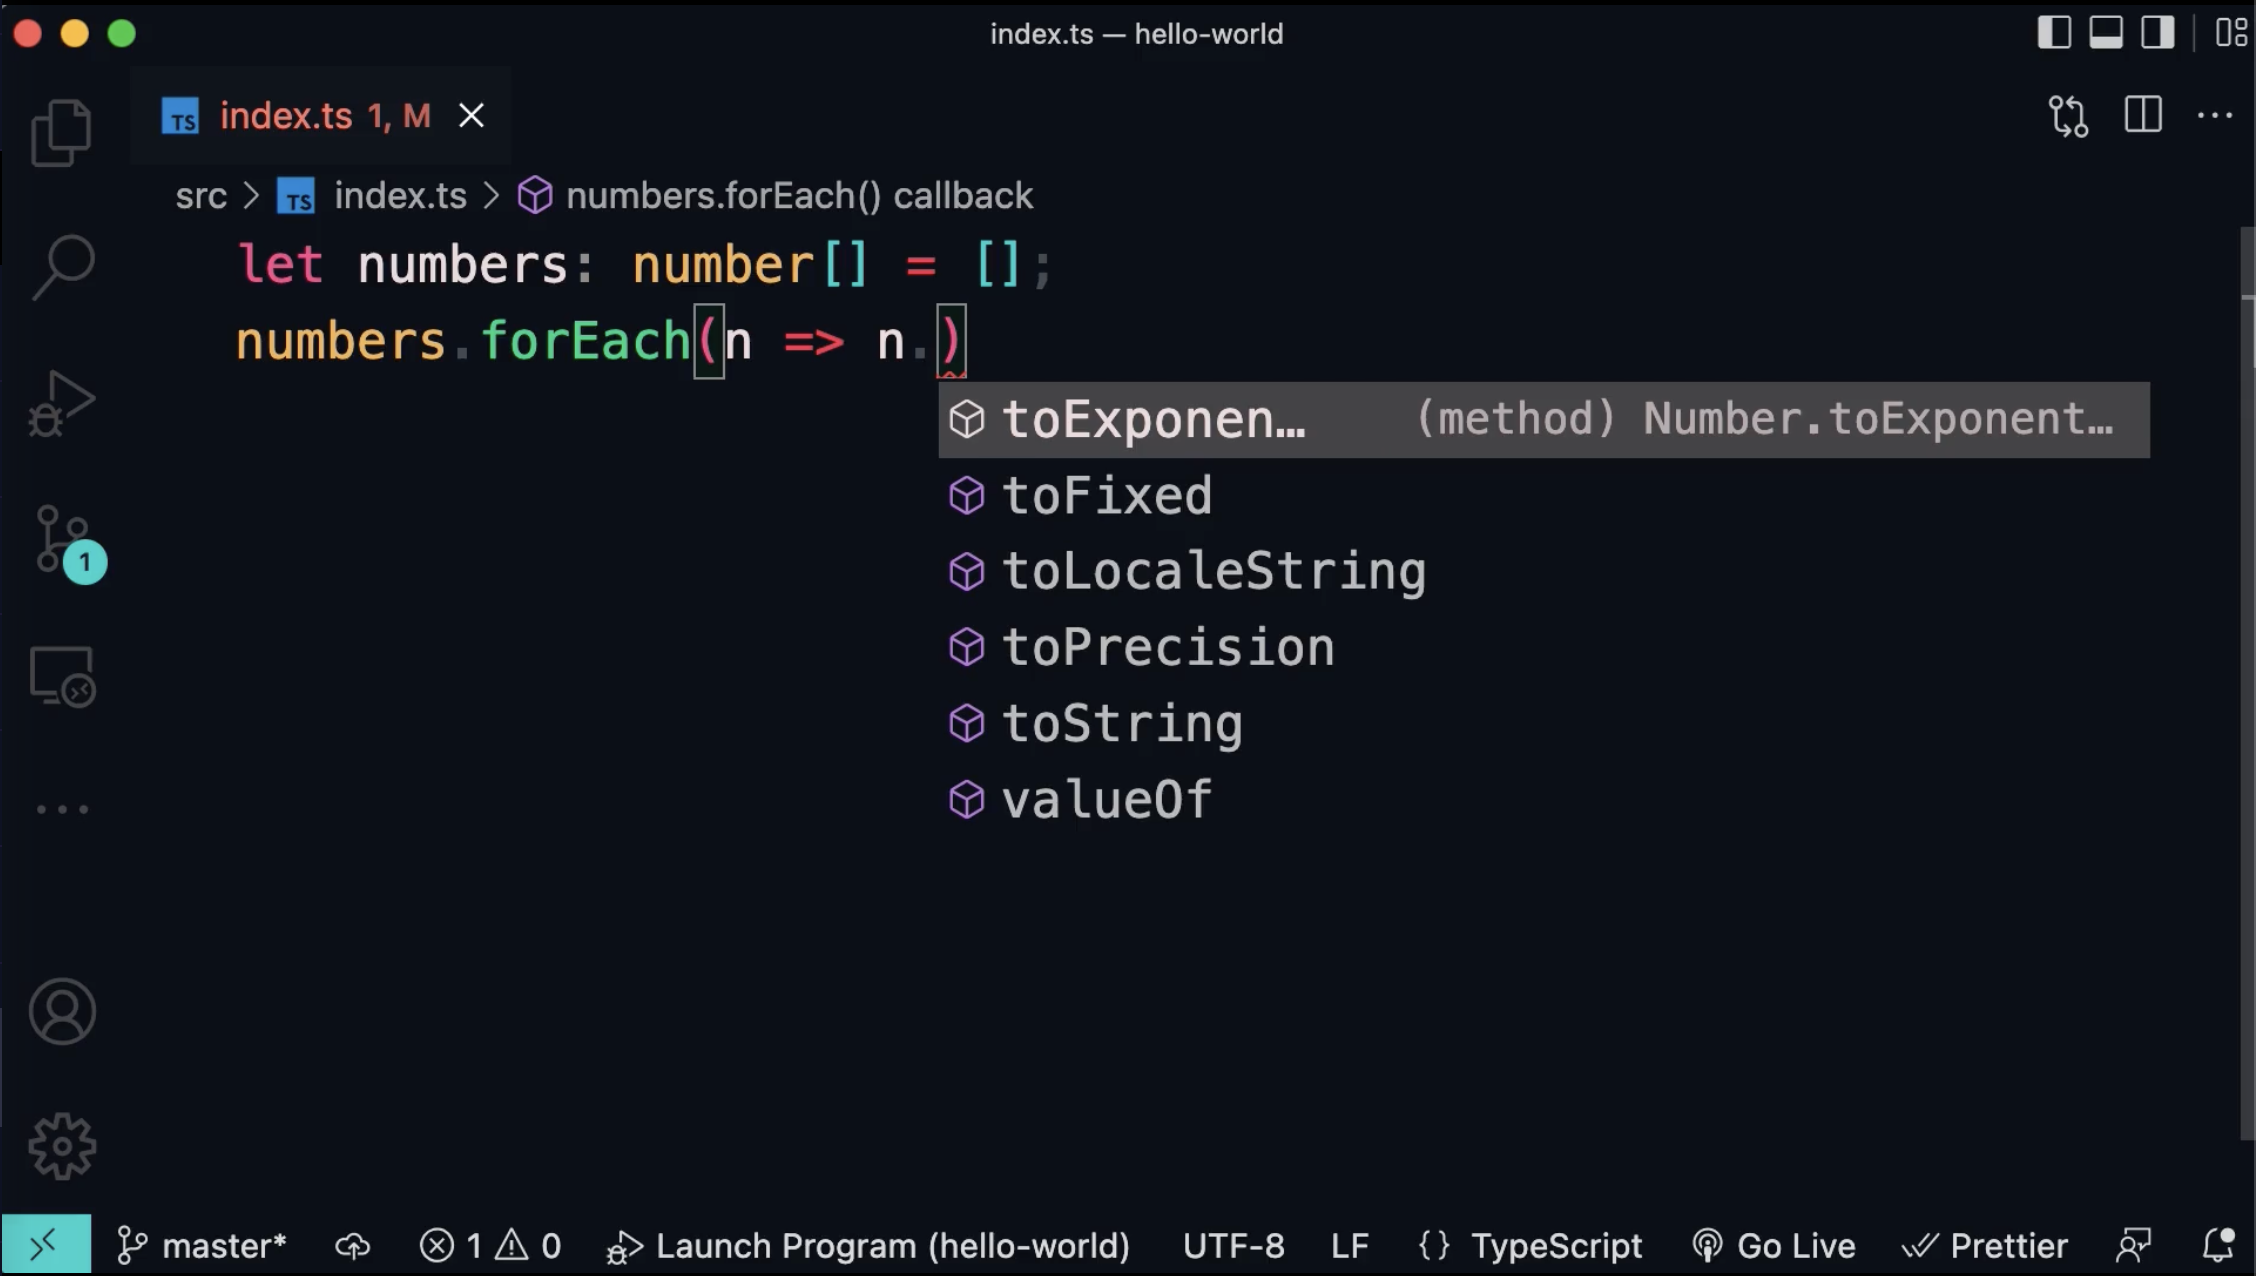 index.ts — hello-world
TS index.ts 1, M
src > TS index.ts > numbers.forEach() callback
let numbers: number[] = [];
numbers.forEach(n => n.)
toExponen… (method) Number.toExponent…
toFixed
toLocaleString
toPrecision
toString
valueOf
1
master* 1 0 Launch Program (hello-world) UTF-8 LF {} TypeScript Go Live Prettier